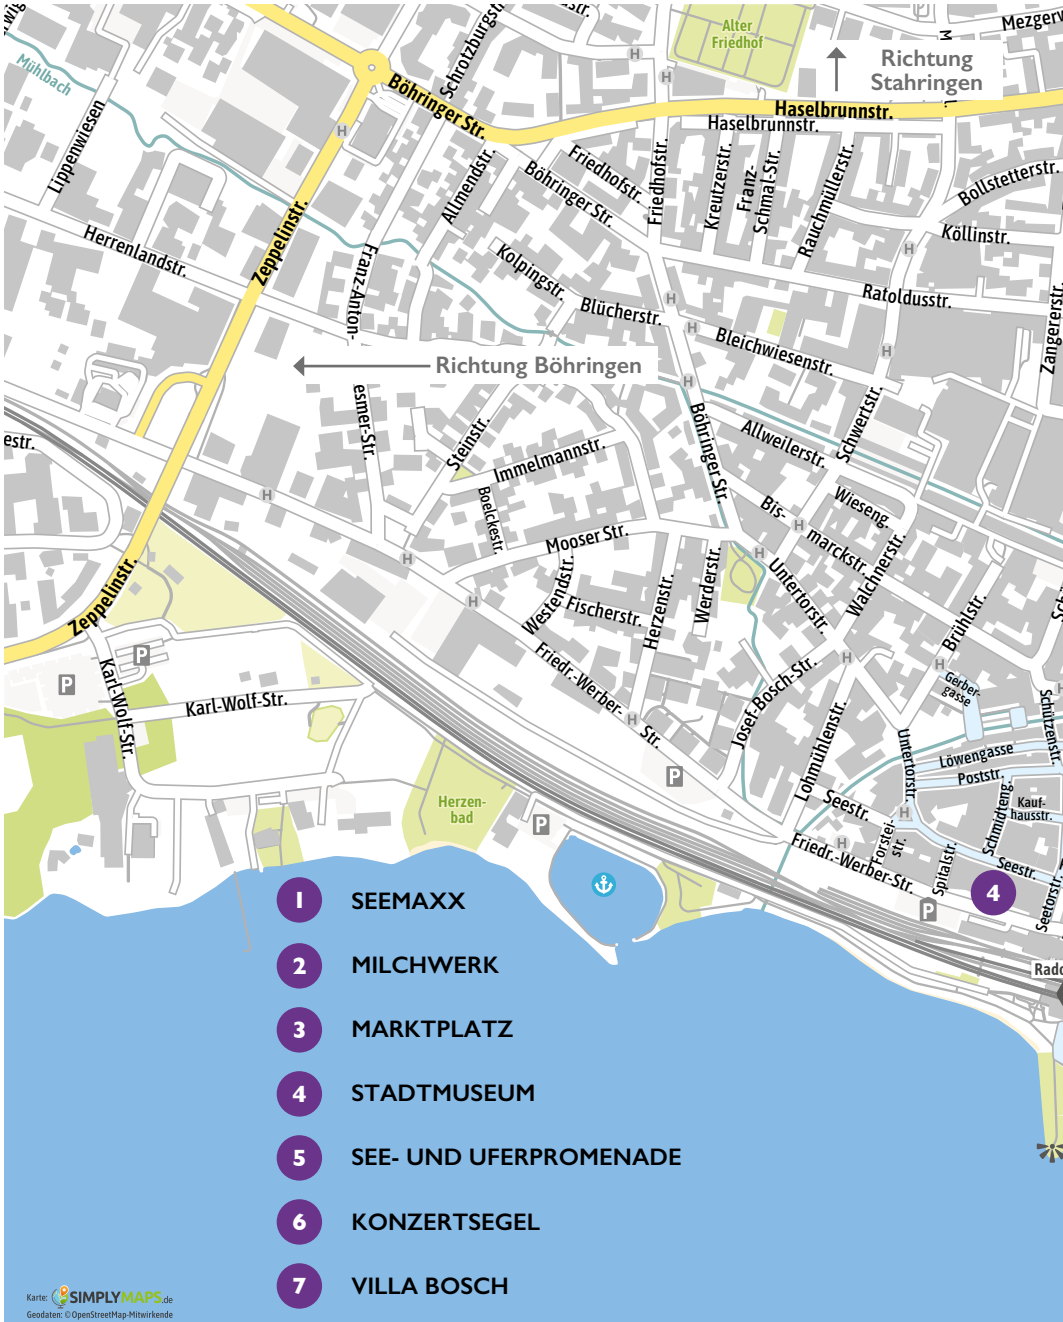 Mühlbach
Lippenwiesen
Schrotzburgstr.
Alter
Friedhof
Mezgerw
Richtung
Stahringen
Böhringer Str.
Haselbrunnstr.
Haselbrunnstr.
Allmendstr.
Friedhofstr.
Böhringer Str.
Friedhofstr.
Kreutzerstr.
Franz-
Schmal-Str.
Rauchmüllerstr.
Bollstetterstr.
Köllinstr.
Zeppelinstr.
Herrenlandstr.
Franz-Anton-
Kolpingstr.
Blücherstr.
Ratoldusstr.
Bleichwiesenstr.
Zangererstr.
Richtung Böhringen
esmer-Str.
Steinstr.
Immelmannstr.
Böhringer Str.
Schwertstr.
Allweilerstr.
estr.
Boelckestr.
Mooser Str.
Bis-
marckstr.
Wieseng.
Walchnerstr.
Untertorstr.
Zeppelinstr.
Westendstr.
Fischerstr.
Herzenstr.
Werderstr.
Brühlstr.
Karl-Wolf-Str.
Karl-Wolf-Str.
Friedr.-Werber-
Str.
Josef-Bosch-Str.
Lohmühlenstr.
Gerber-
gasse
Schützenstr.
Untertorstr.
Löwengasse
Poststr.
Schmidteng.
Kauf-
hausstr.
Herzen-
bad
Seestr.
Friedr.-Werber-Str.
Forstei-
str.
Spitalstr.
Seestr.
Seetorstr.
4
Rado
1 SEEMAXX
2 MILCHWERK
3 MARKTPLATZ
4 STADTMUSEUM
5 SEE- UND UFERPROMENADE
6 KONZERTSEGEL
7 VILLA BOSCH
Karte: SIMPLYMAPS.de
Geodaten: © OpenStreetMap-Mitwirkende